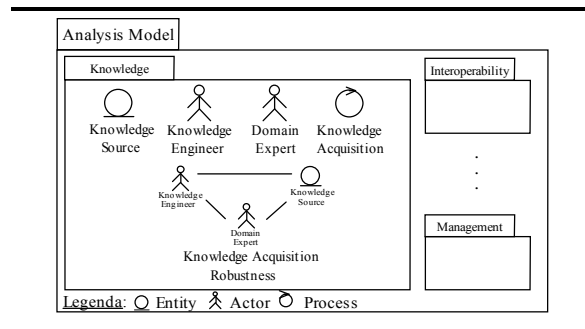 Analysis Model
Knowledge
Interoperability
Knowledge Source
Knowledge Engineer
Domain Expert
Knowledge Acquisition
Knowledge Engineer
Knowledge Source
Domain Expert
Knowledge Acquisition
Robustness
.
.
.
Management
Legenda: Entity Actor Process